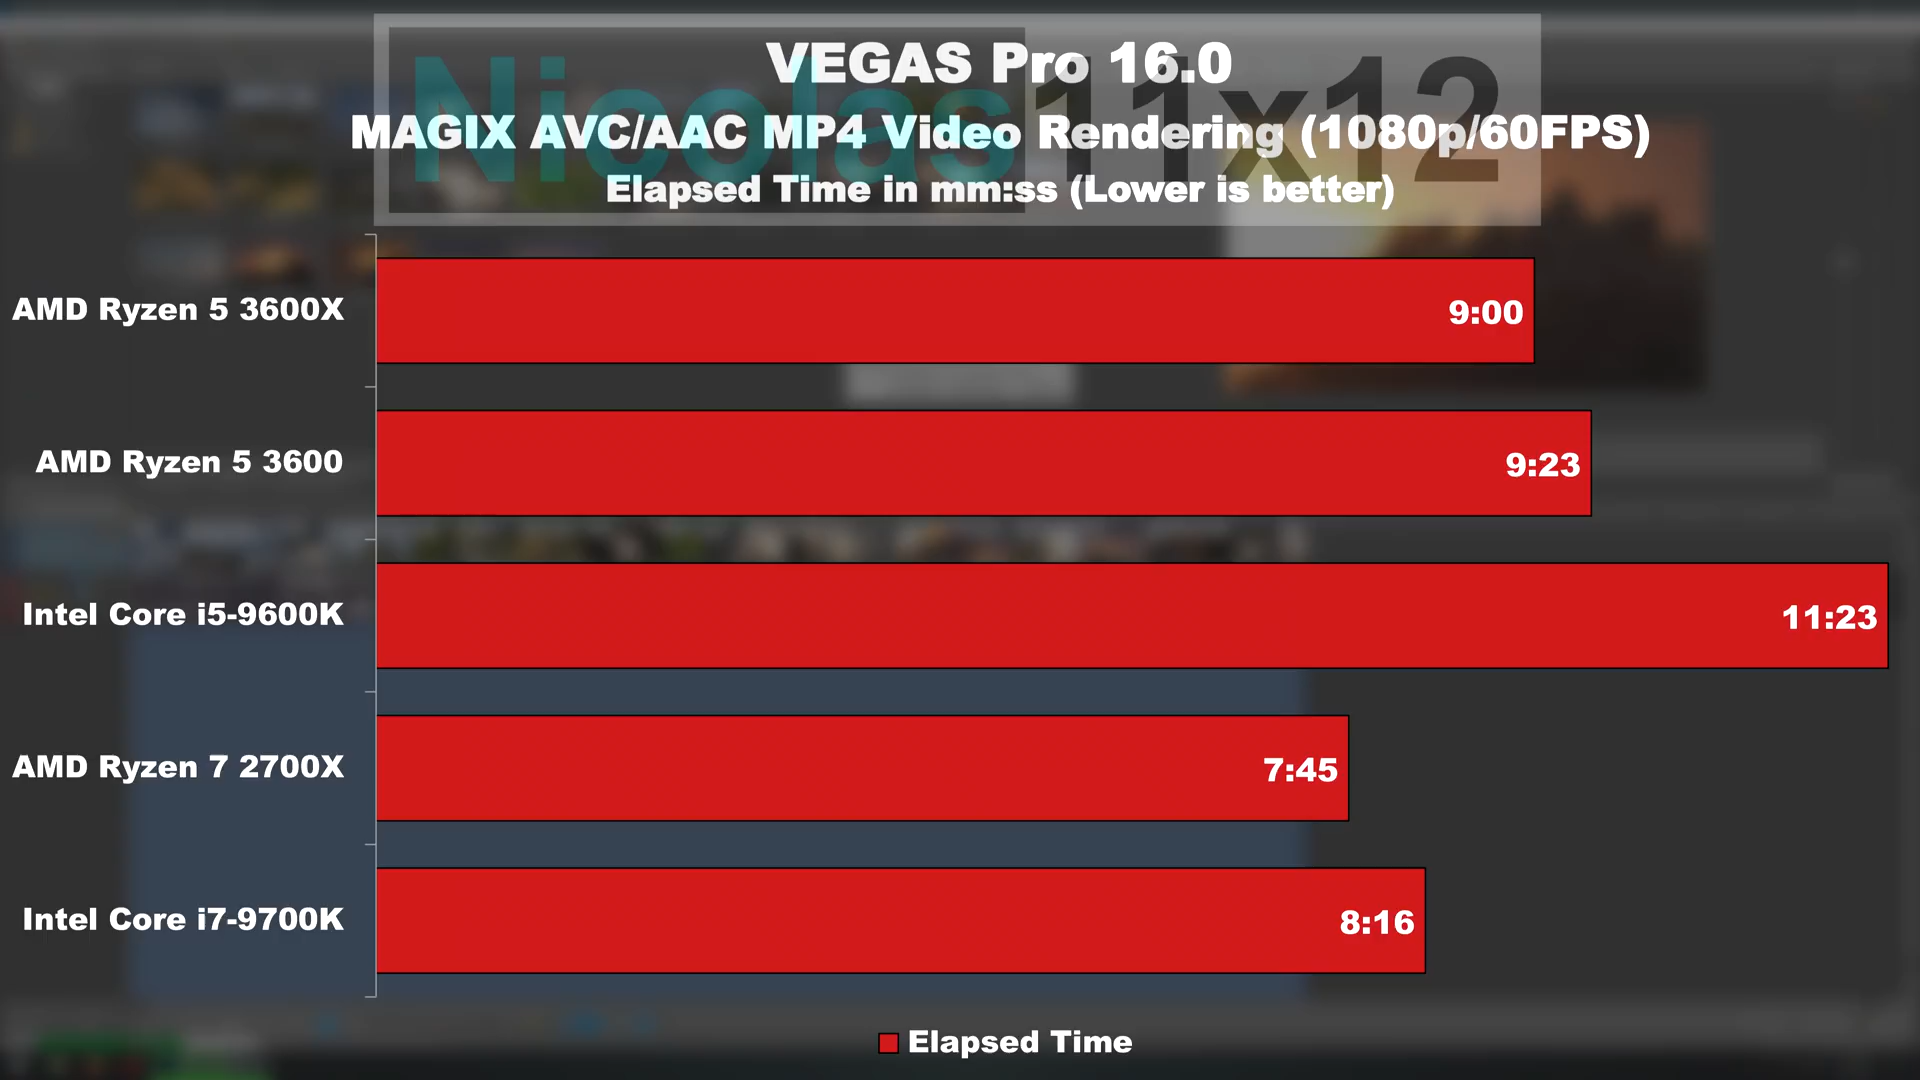 Nicolas11x12
VEGAS Pro 16.0
MAGIX AVC/AAC MP4 Video Rendering (1080p/60FPS)
Elapsed Time in mm:ss (Lower is better)
AMD Ryzen 5 3600X
9:00
AMD Ryzen 5 3600
9:23
Intel Core i5-9600K
11:23
AMD Ryzen 7 2700X
7:45
Intel Core i7-9700K
8:16
Elapsed Time